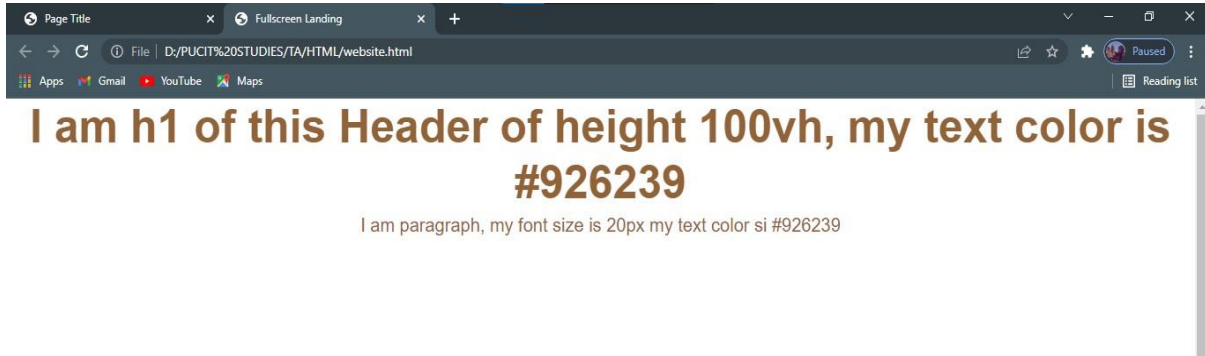 Page Title
Fullscreen Landing
File | D:/PUCIT%20STUDIES/TA/HTML/website.html
Paused
Apps Gmail YouTube Maps
Reading list
I am h1 of this Header of height 100vh, my text color is
#926239
I am paragraph, my font size is 20px my text color si #926239